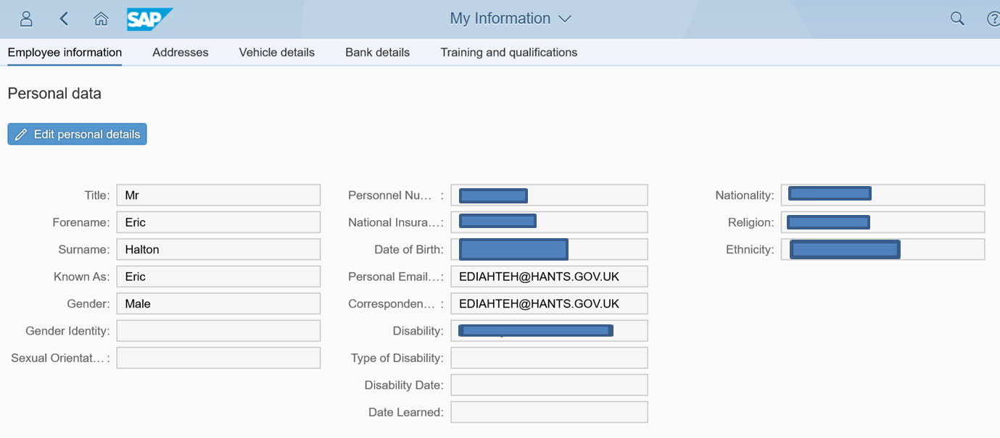 SAP
My Information
Employee information Addresses Vehicle details Bank details Training and qualifications
Personal data
Edit personal details
Title: Mr
Forename: Eric
Surname: Halton
Known As: Eric
Gender: Male
Gender Identity:
Sexual Orientat... :
Personnel Nu... :
National Insura...:
Date of Birth:
Personal Email...: EDIAHTEH@HANTS.GOV.UK
Corresponden... : EDIAHTEH@HANTS.GOV.UK
Disability:
Type of Disability:
Disability Date:
Date Learned:
Nationality:
Religion:
Ethnicity: